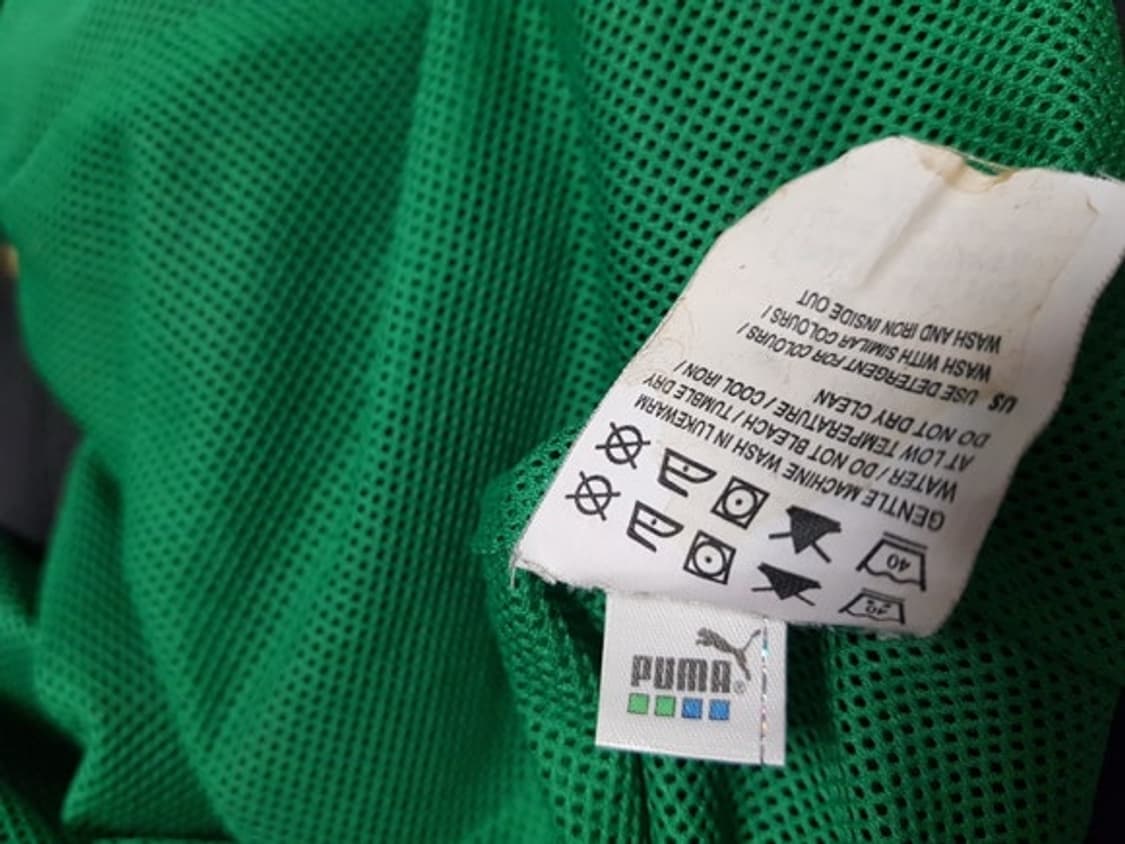 40
40
GENTLE MACHINE WASH IN LUKEWARM
WATER / DO NOT BLEACH / TUMBLE DRY
AT LOW TEMPERATURE / COOL IRON /
DO NOT DRY CLEAN
US USE DETERGENT FOR COLOURS /
WASH WITH SIMILAR COLOURS /
WASH AND IRON INSIDE OUT
PUMA®